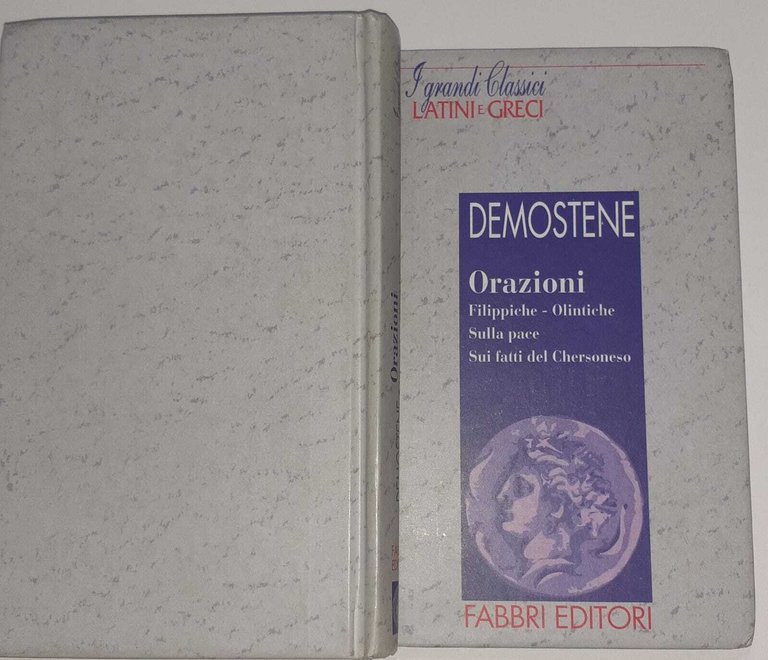 I grandi Classici
LATINI E GRECI
DEMOSTENE
Orazioni
Filippiche - Olintiche
Sulla pace
Sui fatti del Chersoneso
FABBRI EDITORI
Orazioni